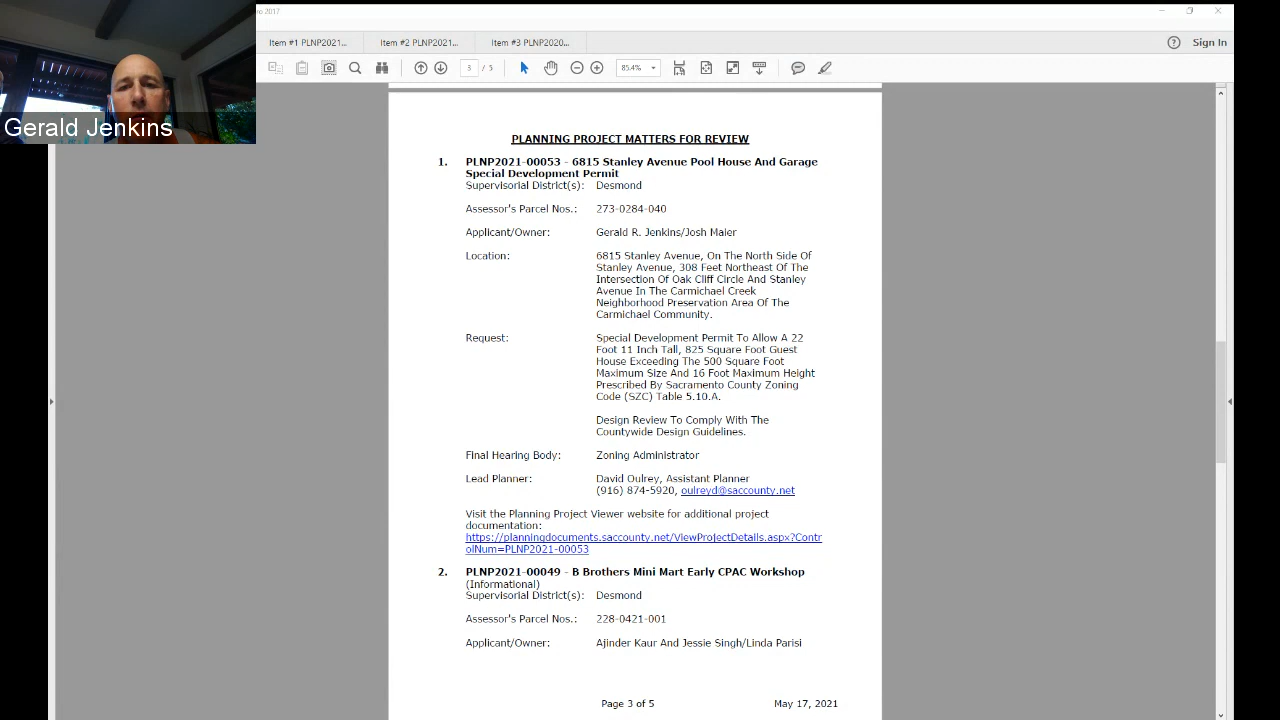 ro 2017
Item #1 PLNP2021...
Item #2 PLNP2021...
Item #3 PLNP2020...
Sign In
3 / 5
85.4%
Gerald Jenkins
PLANNING PROJECT MATTERS FOR REVIEW
1. PLNP2021-00053 - 6815 Stanley Avenue Pool House And Garage
Special Development Permit
Supervisorial District(s): Desmond
Assessor's Parcel Nos.: 273-0284-040
Applicant/Owner: Gerald R. Jenkins/Josh Maier
Location: 6815 Stanley Avenue, On The North Side Of
Stanley Avenue, 308 Feet Northeast Of The
Intersection Of Oak Cliff Circle And Stanley
Avenue In The Carmichael Creek
Neighborhood Preservation Area Of The
Carmichael Community.
Request: Special Development Permit To Allow A 22
Foot 11 Inch Tall, 825 Square Foot Guest
House Exceeding The 500 Square Foot
Maximum Size And 16 Foot Maximum Height
Prescribed By Sacramento County Zoning
Code (SZC) Table 5.10.A.
Design Review To Comply With The
Countywide Design Guidelines.
Final Hearing Body: Zoning Administrator
Lead Planner: David Oulrey, Assistant Planner
(916) 874-5920, oulreyd@saccounty.net
Visit the Planning Project Viewer website for additional project
documentation:
https://planningdocuments.saccounty.net/ViewProjectDetails.aspx?Contr
olNum=PLNP2021-00053
2. PLNP2021-00049 - B Brothers Mini Mart Early CPAC Workshop
(Informational)
Supervisorial District(s): Desmond
Assessor's Parcel Nos.: 228-0421-001
Applicant/Owner: Ajinder Kaur And Jessie Singh/Linda Parisi
Page 3 of 5 May 17, 2021